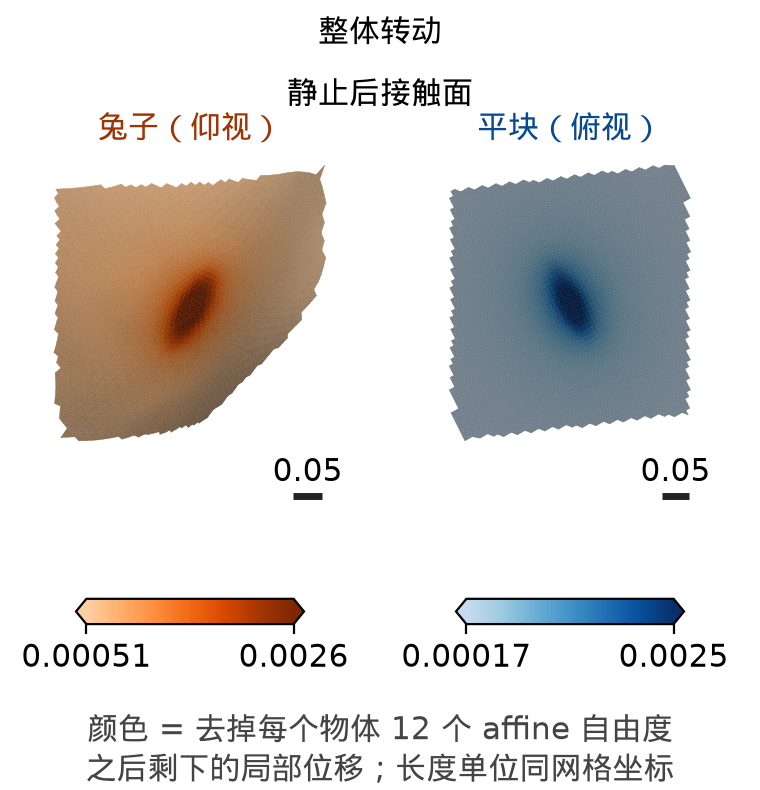 整体转动
静止后接触面
兔子（仰视）
平块（俯视）
0.05
0.05
0.00051
0.0026
0.00017
0.0025
颜色 = 去掉每个物体 12 个 affine 自由度
之后剩下的局部位移；长度单位同网格坐标